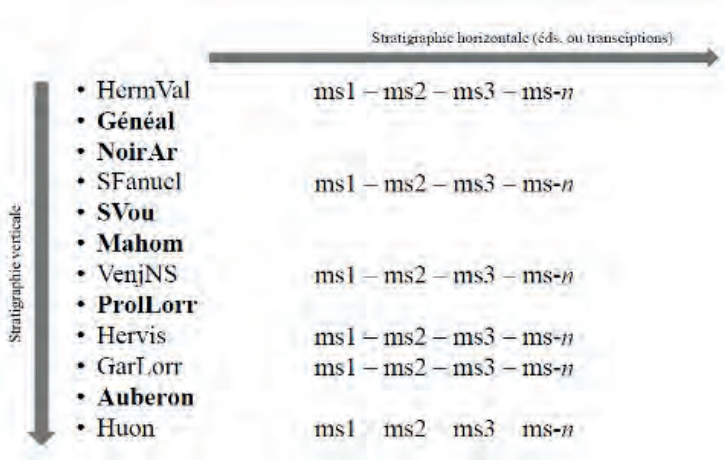 Stratigraphie horizontale (éds. ou transciptions)
Stratigraphie verticale
• HermVal ms1 – ms2 – ms3 – ms-n
• Généal
• NoirAr
• SFanuel ms1 – ms2 – ms3 – ms-n
• SVou
• Mahom
• VenjNS ms1 – ms2 – ms3 – ms-n
• ProlLorr
• Hervis ms1 – ms2 – ms3 – ms-n
• GarLorr ms1 – ms2 – ms3 – ms-n
• Auberon
• Huon ms1 ms2 ms3 ms-n